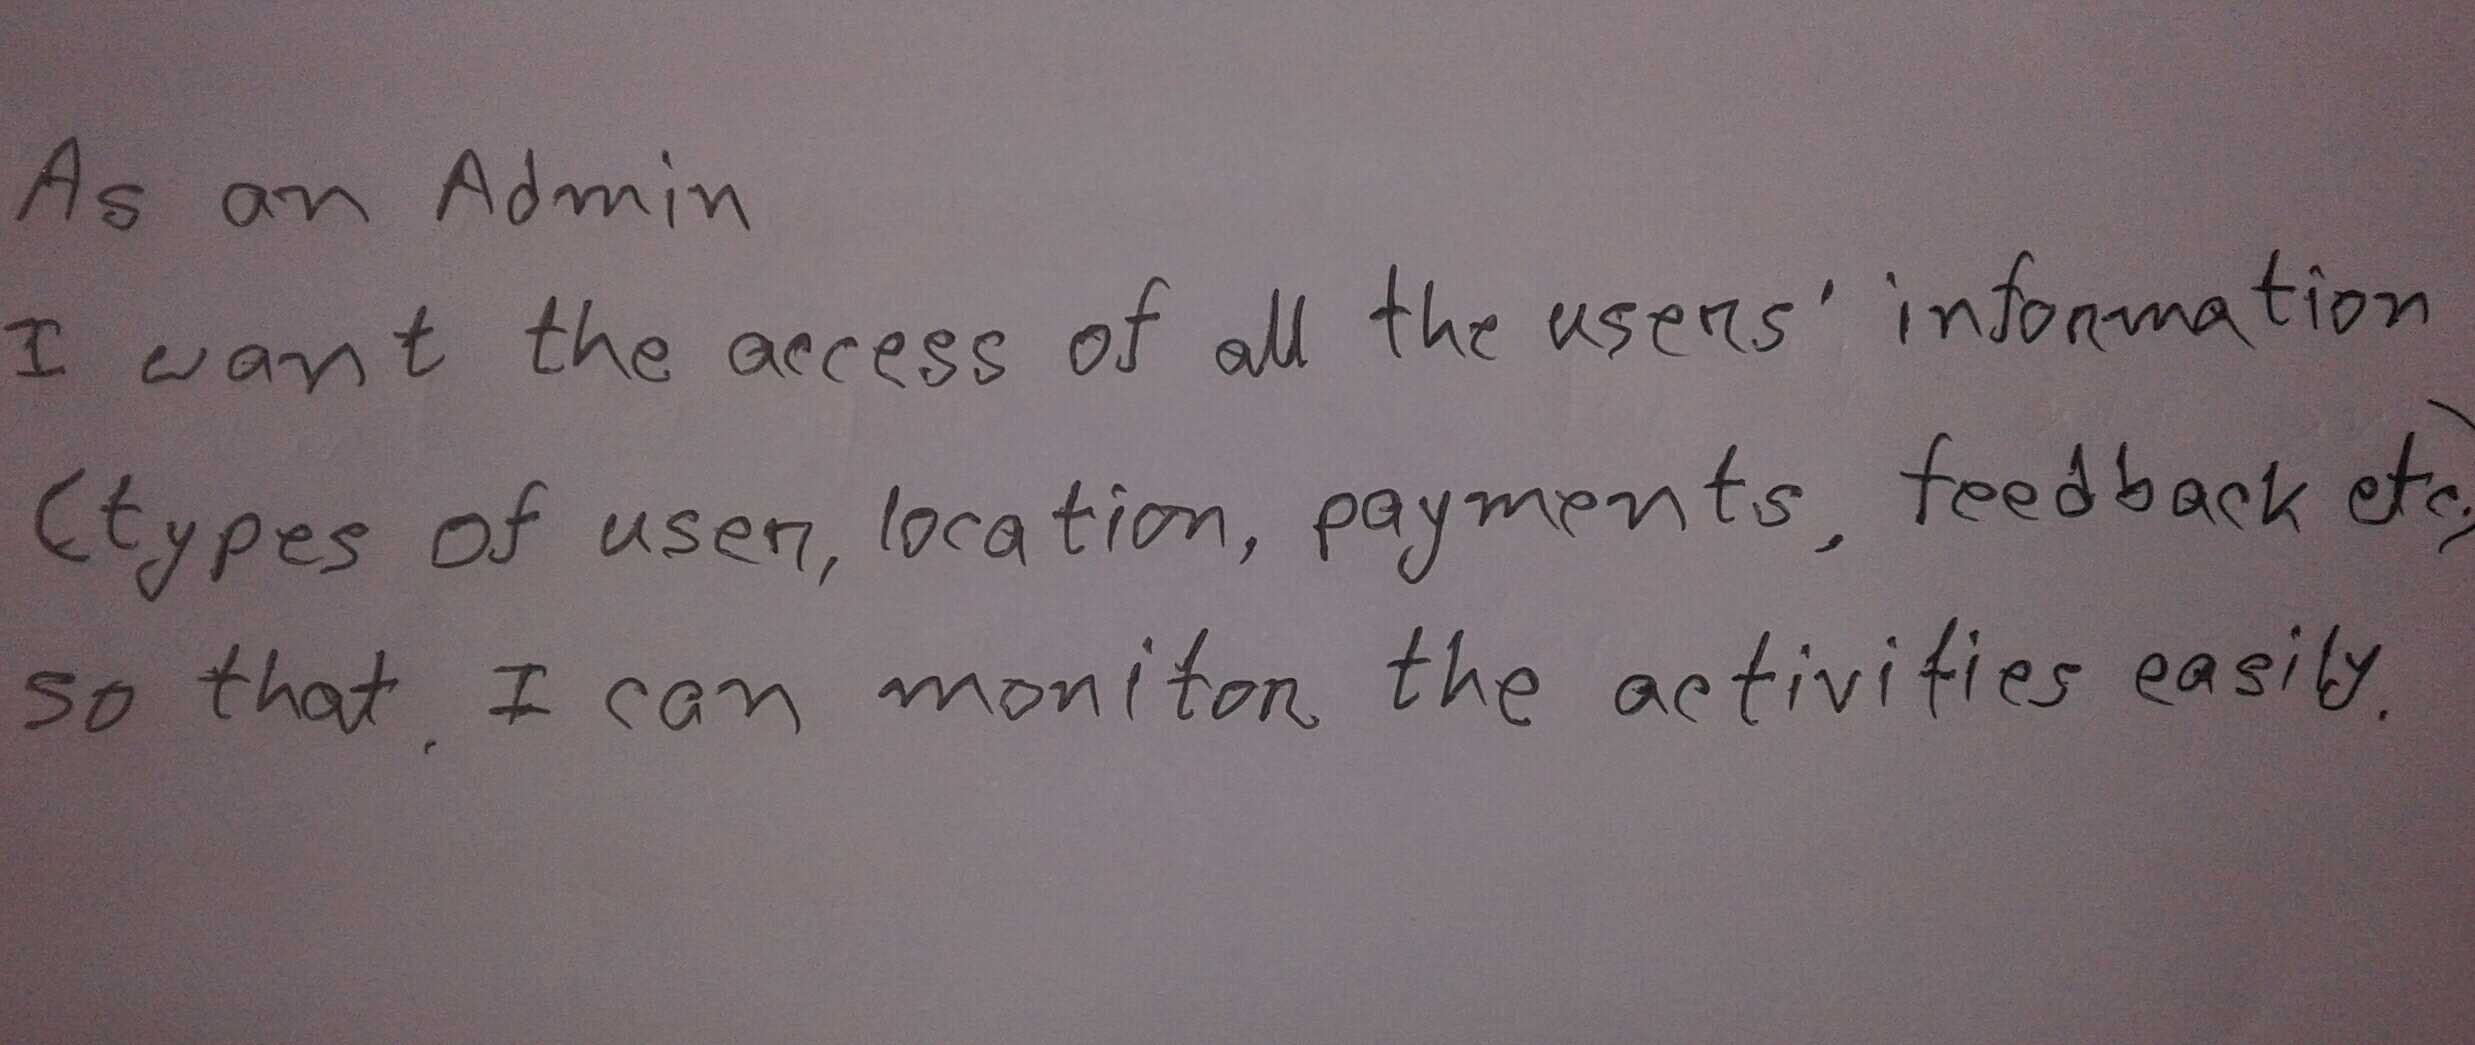 As an Admin
I want the access of all the users' information
(types of user, location, payments, feedback etc.)
so that, I can monitor the activities easily.